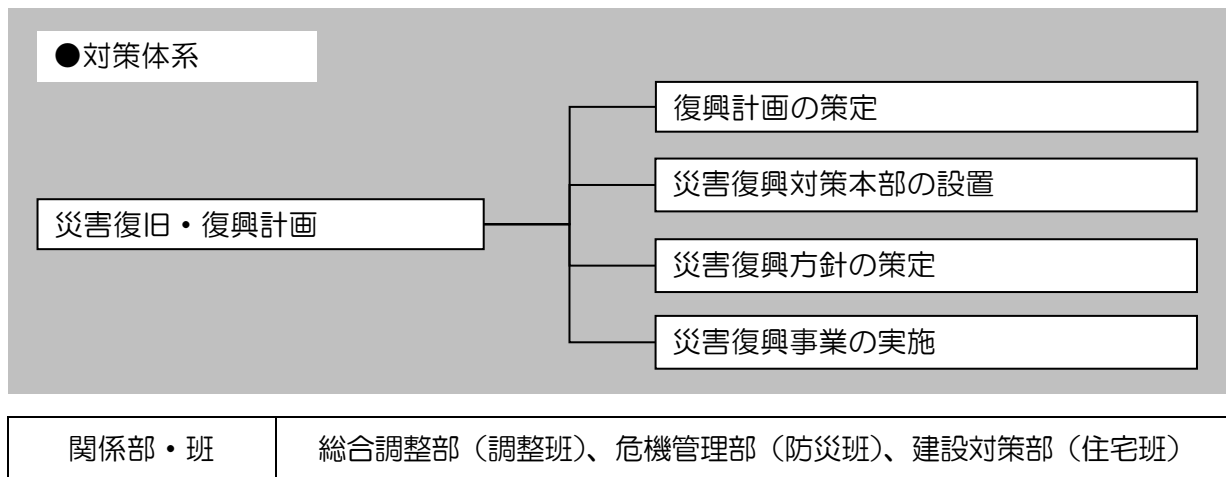 ●対策体系
復興計画の策定
災害復興対策本部の設置
災害復旧・復興計画
災害復興方針の策定
災害復興事業の実施
関係部・班 総合調整部（調整班）、危機管理部（防災班）、建設対策部（住宅班）